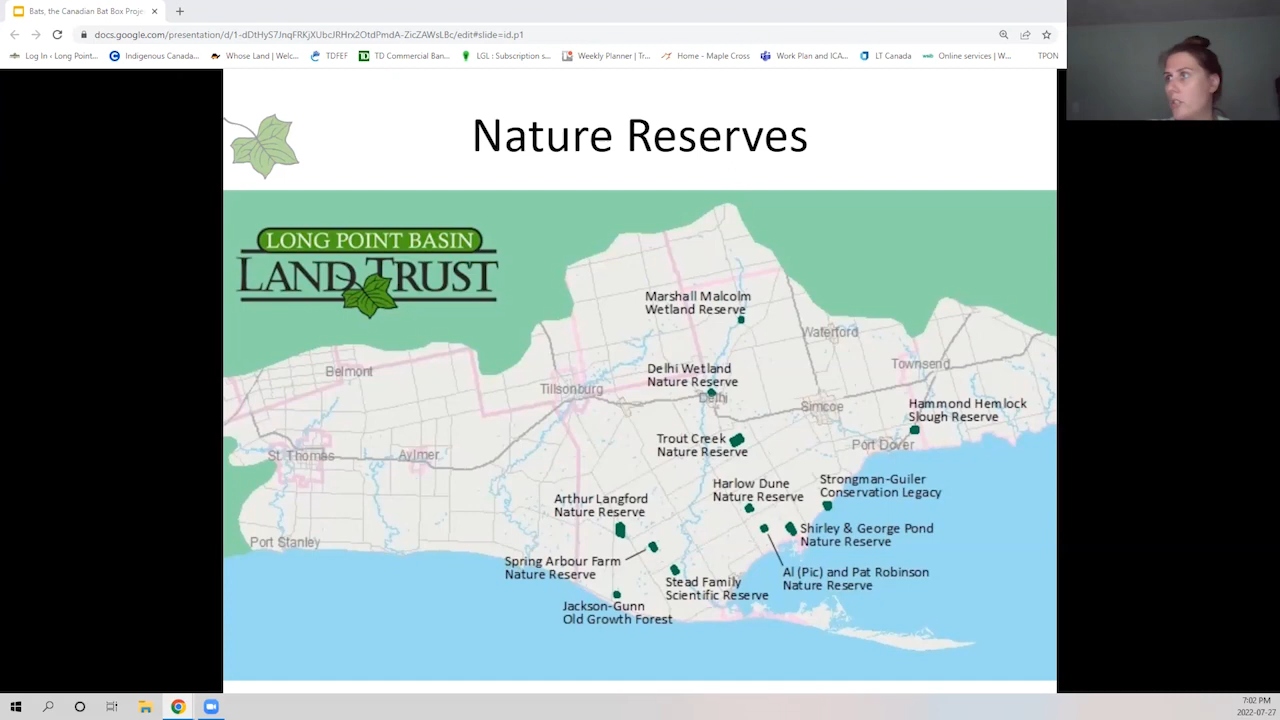 Bats, the Canadian Bat Box Proje
docs.google.com/presentation/d/1-dDtHyS7JnqFRKjXUbcJRHrx2OtdPmdA-ZicZAWsLBc/edit#slide=id.p1
Log In ‹ Long Point...
Indigenous Canada...
Whose Land | Welc...
TDFEF
TD Commercial Ban...
LGL : Subscription s...
Weekly Planner | Tr...
Home - Maple Cross
Work Plan and ICA...
LT Canada
Online services | W...
TPON
Nature Reserves
LONG POINT BASIN
LAND TRUST
Marshall Malcolm
Wetland Reserve
Waterford
Delhi Wetland
Nature Reserve
Townsend
Belmont
Tillsonburg
Delhi
Simcoe
Hammond Hemlock
Slough Reserve
Trout Creek
Nature Reserve
Port Dover
St. Thomas
Aylmer
Harlow Dune
Nature Reserve
Strongman-Guiler
Conservation Legacy
Arthur Langford
Nature Reserve
Shirley & George Pond
Nature Reserve
Port Stanley
Spring Arbour Farm
Nature Reserve
Stead Family
Scientific Reserve
Al (Pic) and Pat Robinson
Nature Reserve
Jackson-Gunn
Old Growth Forest
7:02 PM
2022-07-27